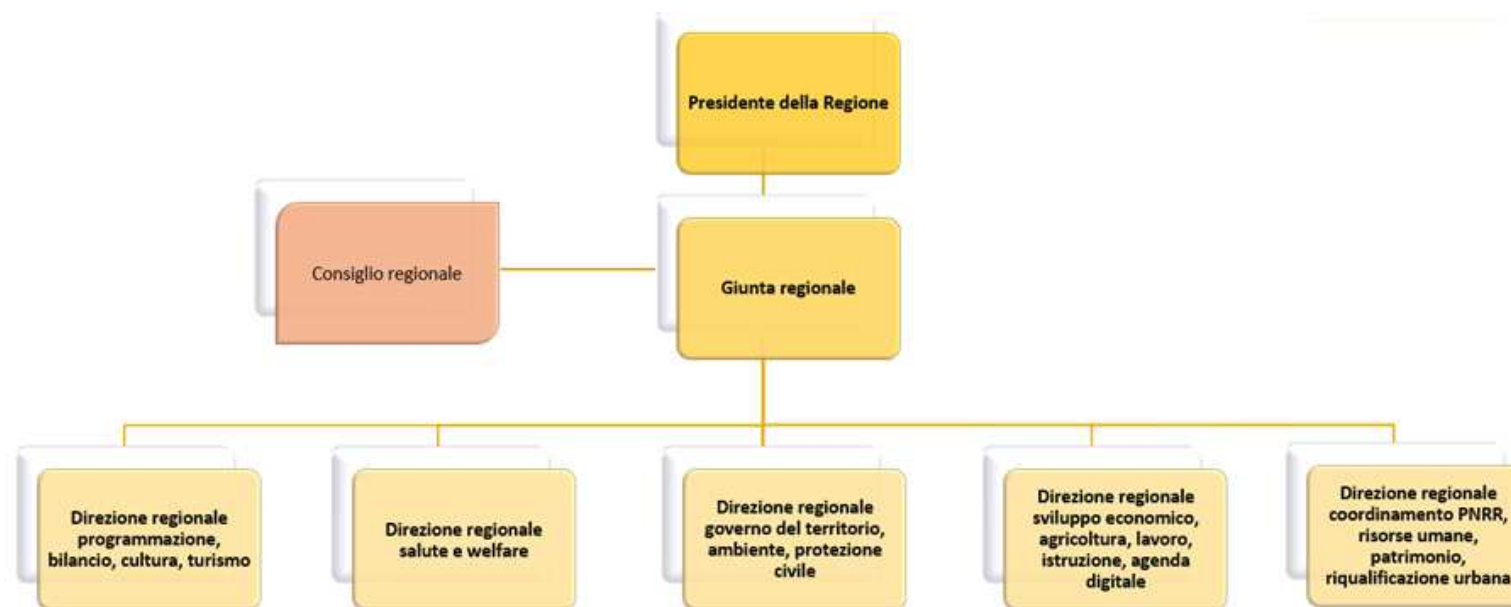 Presidente della Regione
Consiglio regionale
Giunta regionale
Direzione regionale
programmazione,
bilancio, cultura, turismo
Direzione regionale
salute e welfare
Direzione regionale
governo del territorio,
ambiente, protezione
civile
Direzione regionale
sviluppo economico,
agricoltura, lavoro,
istruzione, agenda
digitale
Direzione regionale
coordinamento PNRR,
risorse umane,
patrimonio,
riqualificazione urbana